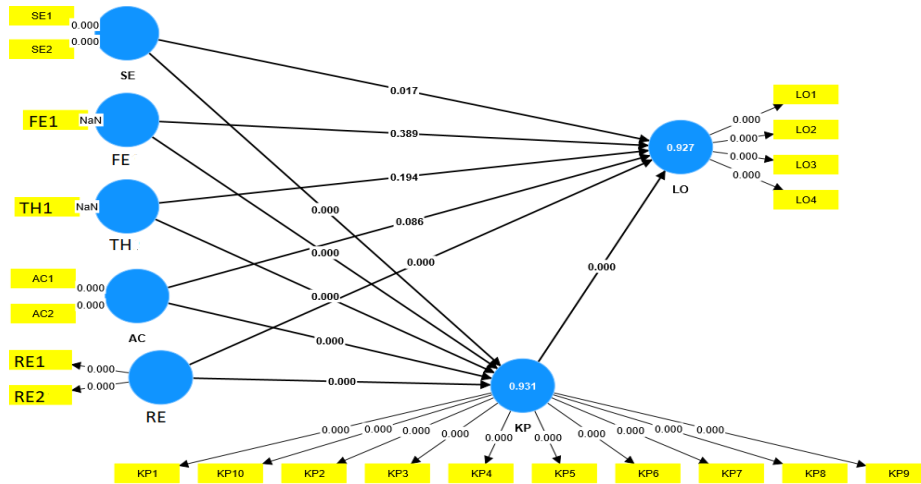 SE1
0.000
0.000
SE2
SE
FE1
NaN
FE
TH1
NaN
TH
AC1
0.000
0.000
AC2
AC
RE1
0.000
0.000
RE2
RE
0.017
0.389
0.194
0.086
0.000
0.000
0.000
0.000
0.000
0.000
0.000
0.927
LO
LO1
0.000
LO2
0.000
LO3
0.000
LO4
0.000
0.931
KP
0.000
0.000
0.000
0.000
0.000
0.000
0.000
0.000
0.000
0.000
KP1
KP10
KP2
KP3
KP4
KP5
KP6
KP7
KP8
KP9